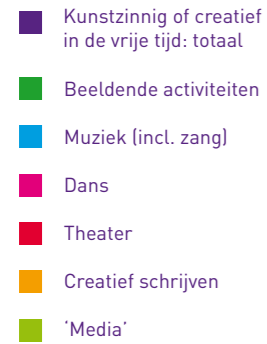 Kunstzinnig of creatief
in de vrije tijd: totaal
Beeldende activiteiten
Muziek (incl. zang)
Dans
Theater
Creatief schrijven
‘Media’